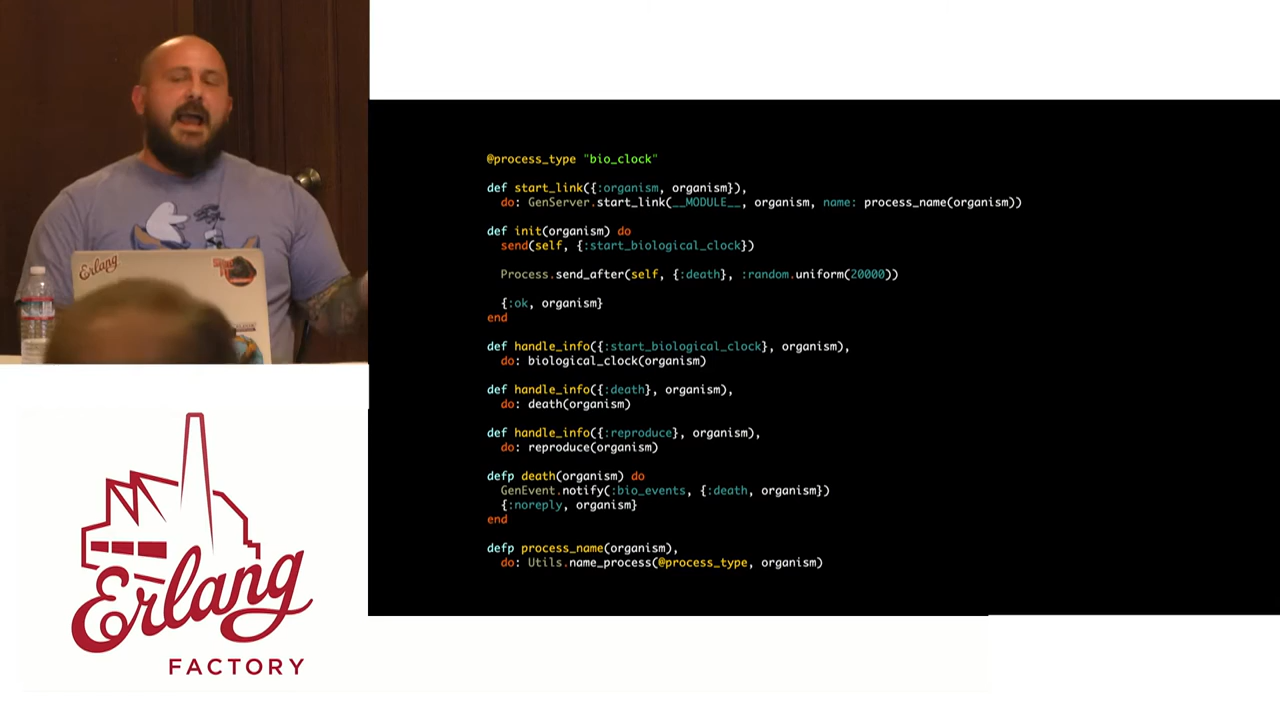 Erlang
@process_type "bio_clock"
def start_link({:organism, organism}),
do: GenServer.start_link(__MODULE__, organism, name: process_name(organism))
def init(organism) do
send(self, {:start_biological_clock})
Process.send_after(self, {:death}, :random.uniform(20000))
{:ok, organism}
end
def handle_info({:start_biological_clock}, organism),
do: biological_clock(organism)
def handle_info({:death}, organism),
do: death(organism)
def handle_info({:reproduce}, organism),
do: reproduce(organism)
defp death(organism) do
GenEvent.notify(:bio_events, {:death, organism})
{:noreply, organism}
end
defp process_name(organism),
do: Utils.name_process(@process_type, organism)
Erlang
FACTORY